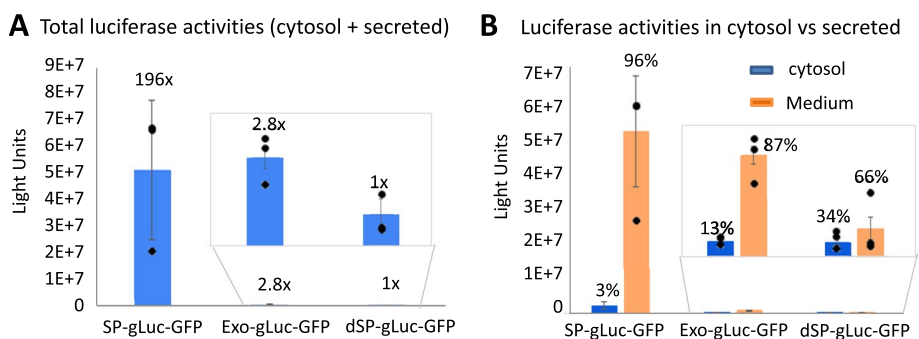 A Total luciferase activities (cytosol + secreted)
9E+7
8E+7
7E+7
6E+7
5E+7
4E+7
3E+7
2E+7
1E+7
0
Light Units
196x
2.8x
1x
2.8x
1x
SP-gLuc-GFP Exo-gLuc-GFP dSP-gLuc-GFP
B Luciferase activities in cytosol vs secreted
7E+7
6E+7
5E+7
4E+7
3E+7
2E+7
1E+7
0
Light Units
96%
cytosol
Medium
87%
66%
13%
34%
3%
SP-gLuc-GFP Exo-gLuc-GFP dSP-gLuc-GFP